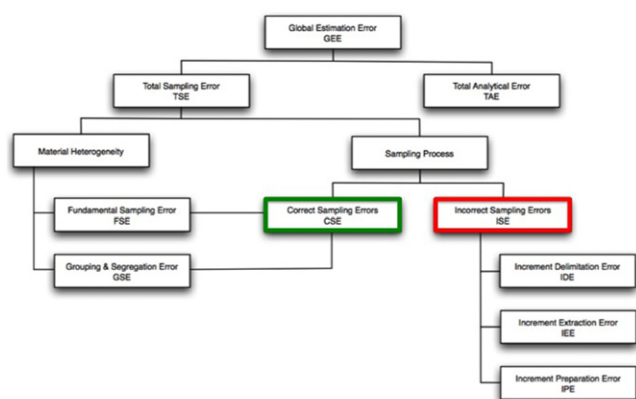 Global Estimation Error
GEE
Total Sampling Error
TSE
Total Analytical Error
TAE
Material Heterogeneity
Sampling Process
Fundamental Sampling Error
FSE
Correct Sampling Errors
CSE
Incorrect Sampling Errors
ISE
Grouping & Segregation Error
GSE
Increment Delimitation Error
IDE
Increment Extraction Error
IEE
Increment Preparation Error
IPE